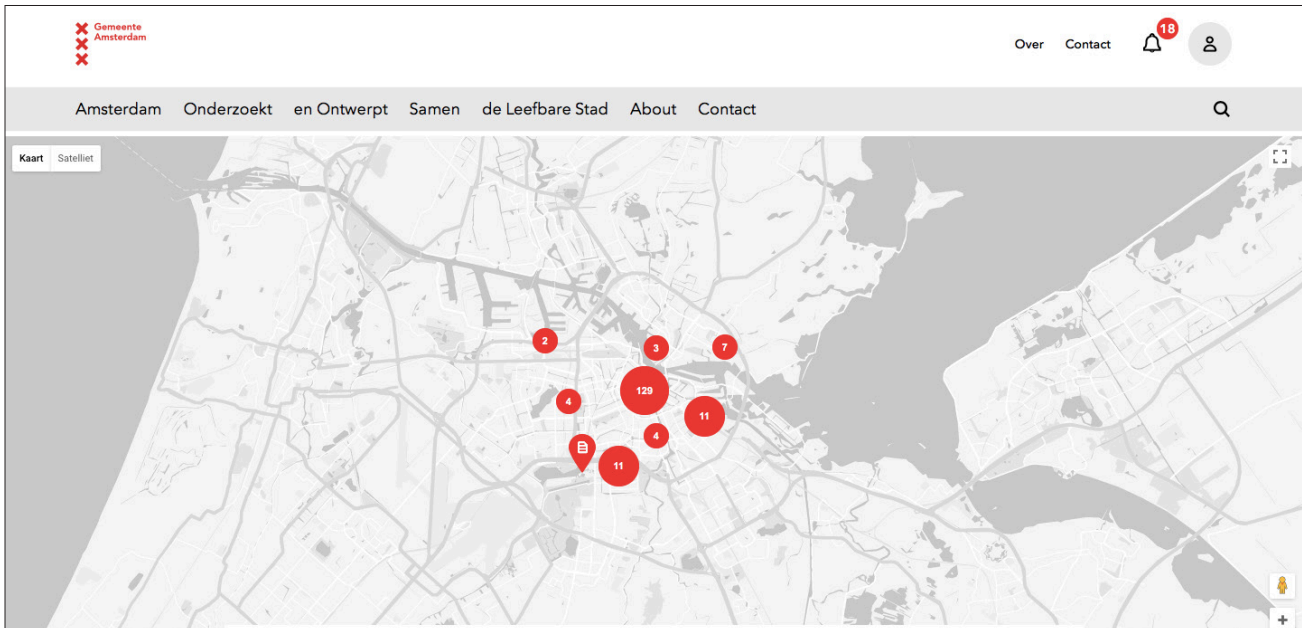 Gemeente
Amsterdam
Over Contact 18
Amsterdam Onderzoekt en Ontwerpt Samen de Leefbare Stad About Contact
Kaart Satelliet
2
3
7
129
4
11
4
11